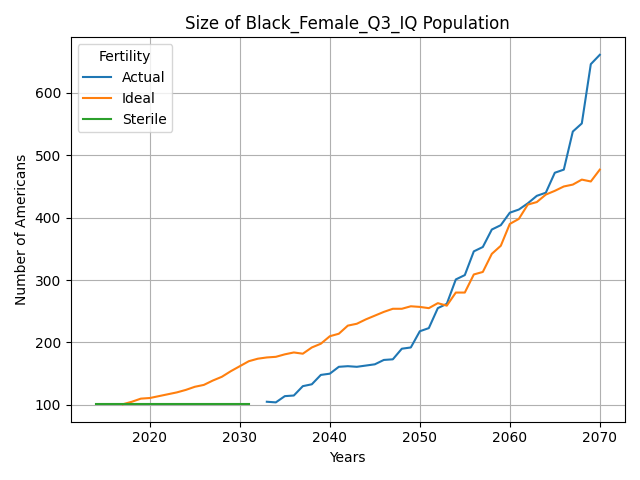 Size of Black_Female_Q3_IQ Population
Fertility
Actual
Ideal
Sterile
Number of Americans
600
500
400
300
200
100
2020 2030 2040 2050 2060 2070
Years